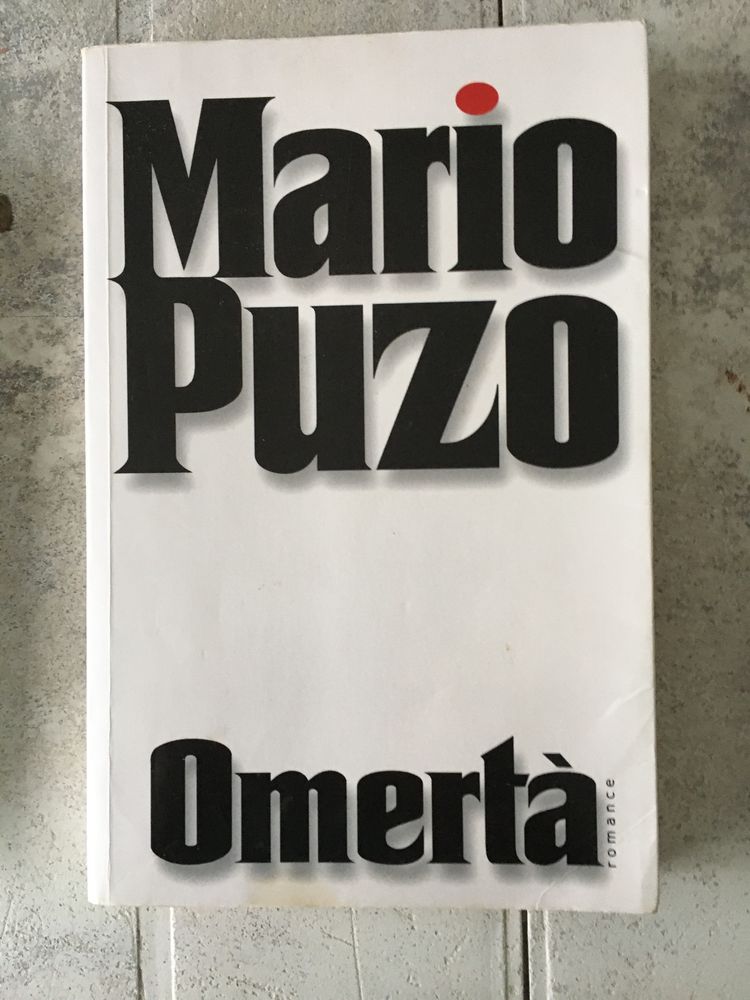 Mario
Puzo
Omertà
romance